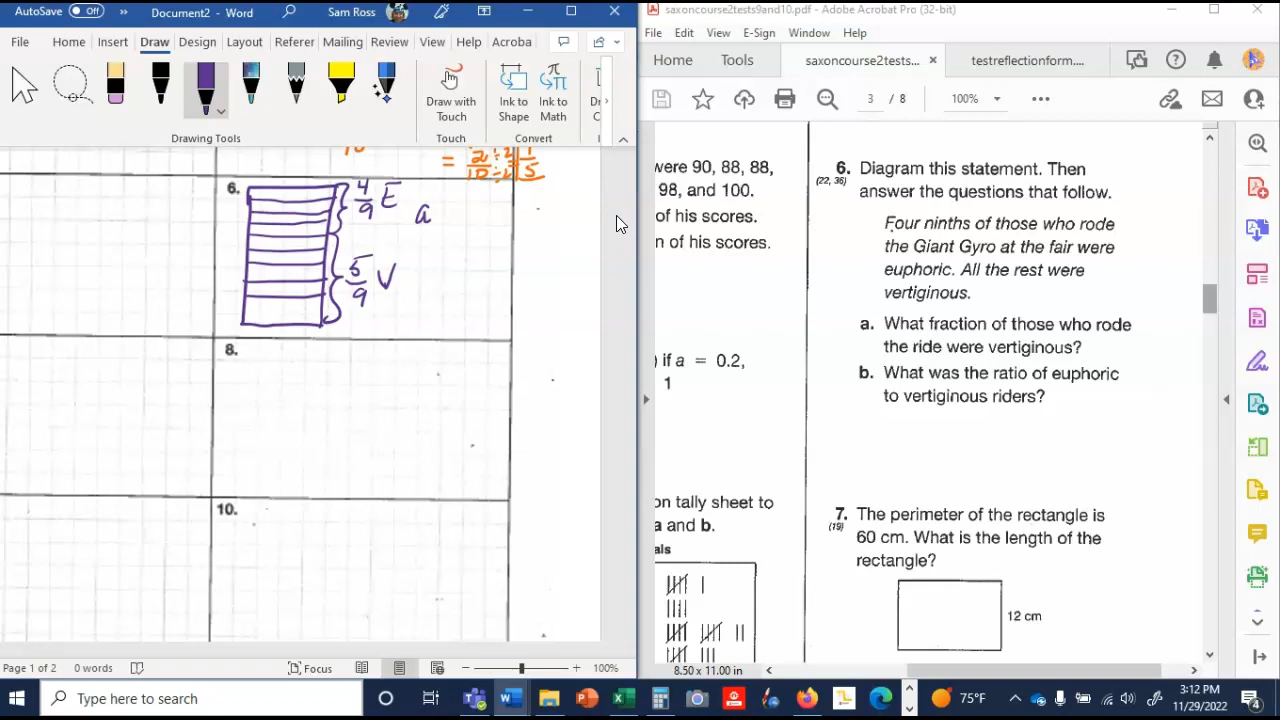 AutoSave Off Document2 - Word Sam Ross
File Home Insert Draw Design Layout Referer Mailing Review View Help Acroba
Draw with Touch
Ink to Shape
Ink to Math
Drawing Tools Touch Convert
= 2/10 1/5
6.
4/9 E
a
5/9 V
8.
10.
Page 1 of 2 0 words Focus 100%
saxoncourse2tests9and10.pdf - Adobe Acrobat Pro (32-bit)
File Edit View E-Sign Window Help
Home Tools saxoncourse2tests... × testreflectionform....
3 / 8 100%
were 90, 88, 88,
98, and 100.
of his scores.
n of his scores.
) if a = 0.2,
1
on tally sheet to
a and b.
als
6. Diagram this statement. Then
(22, 36) answer the questions that follow.
Four ninths of those who rode
the Giant Gyro at the fair were
euphoric. All the rest were
vertiginous.
a. What fraction of those who rode
the ride were vertiginous?
b. What was the ratio of euphoric
to vertiginous riders?
7. The perimeter of the rectangle is
(19) 60 cm. What is the length of the
rectangle?
12 cm
8.50 x 11.00 in
Type here to search
75°F
3:12 PM
11/29/2022
4